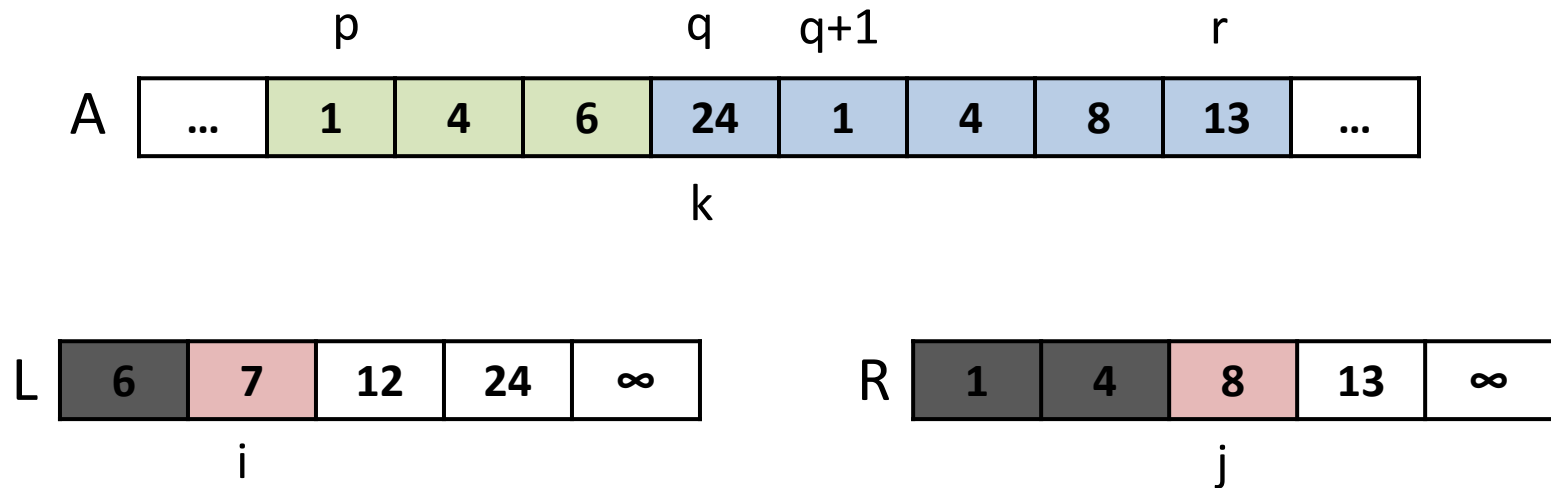 p q q+1 r
A ... 1 4 6 24 1 4 8 13 ...
k
L 6 7 12 24 ∞ R 1 4 8 13 ∞
i j